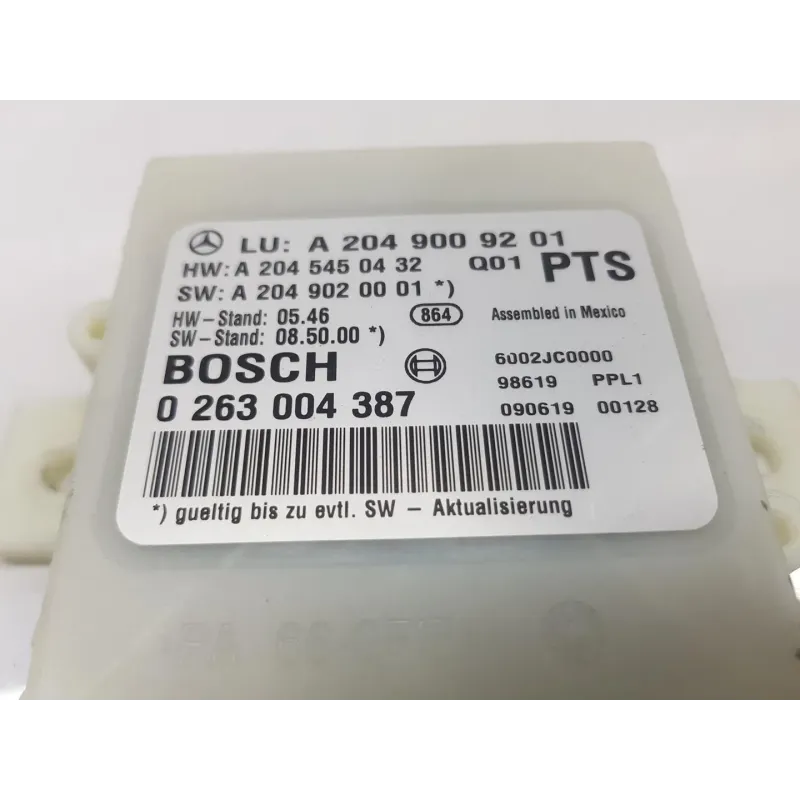 LU: A 204 900 92 01
HW: A 204 545 04 32 Q01 PTS
SW: A 204 902 00 01 *)
HW-Stand: 05.46 864 Assembled in Mexico
SW-Stand: 08.50.00 *)
BOSCH 6002JC0000
0 263 004 387 98619 PPL1
090619 00128
*) gueltig bis zu evtl. SW - Aktualisierung